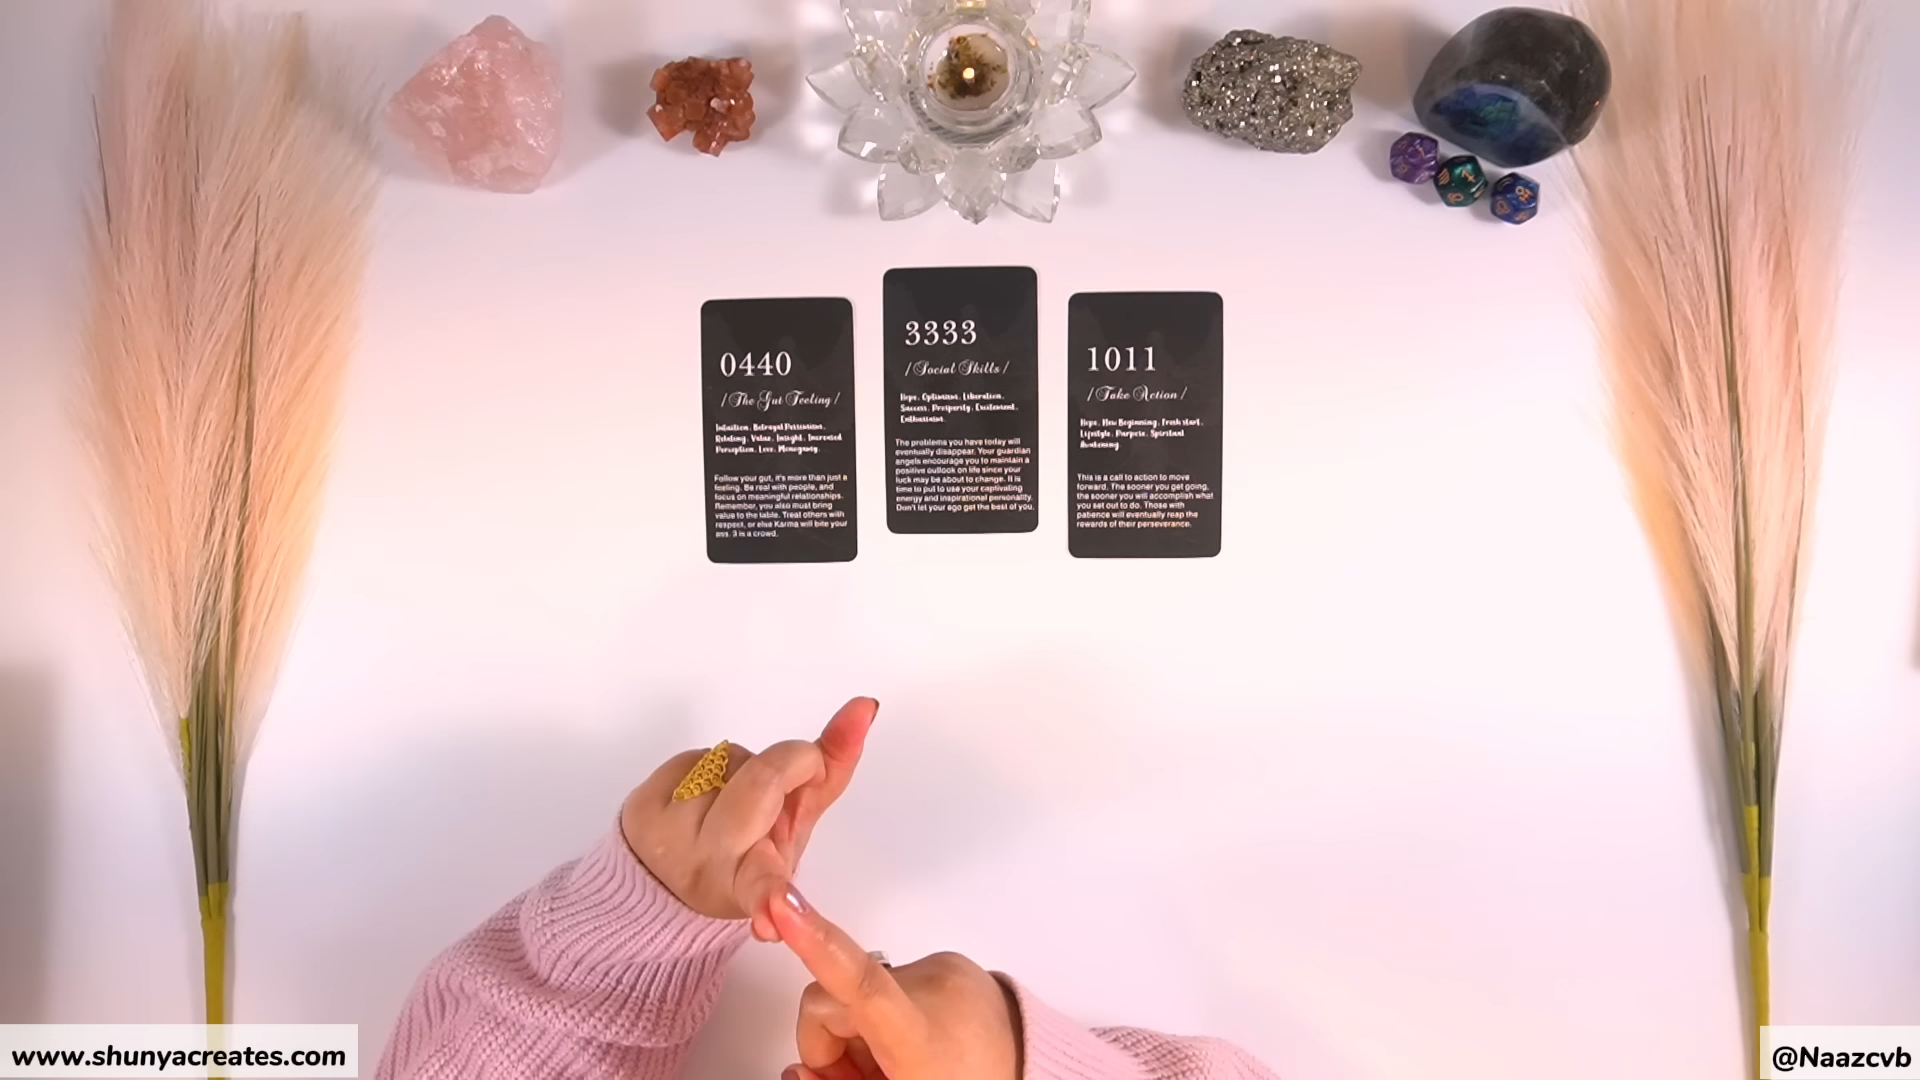 0440
/The Gut Feeling/
Intuition, Betrayal Possessions,
Relating, Value, Insight, Increased
Perception, Love, Monogamy.
Follow your gut, it's more than just a
feeling. Be real with people, and
focus on meaningful relationships.
Remember, you also must bring
value to the table. Treat others with
respect, or else Karma will bite your
ass. 3 is a crowd.
3333
/Social Skills/
Hope, Optimism, Liberation,
Success, Prosperity, Excitement,
Enthusiasm.
The problems you have today will
eventually disappear. Your guardian
angels encourage you to maintain a
positive outlook on life since your
luck may be about to change. It is
time to put to use your captivating
energy and inspirational personality.
Don't let your ego get the best of you.
1011
/Take Action/
Hope, New Beginning, Fresh start,
Lifestyle, Purpose, Spiritual
Awakening.
This is a call to action to move
forward. The sooner you get going,
the sooner you will accomplish what
you set out to do. Those with
patience will eventually reap the
rewards of their perseverance.
www.shunyacreates.com
@Naazcvb